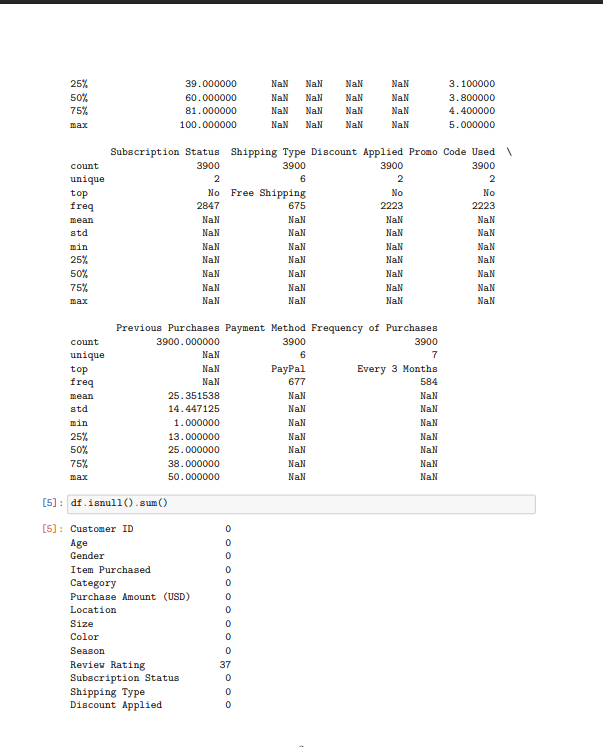 25% 39.000000 NaN NaN NaN NaN 3.100000
50% 60.000000 NaN NaN NaN NaN 3.800000
75% 81.000000 NaN NaN NaN NaN 4.400000
max 100.000000 NaN NaN NaN NaN 5.000000
Subscription Status Shipping Type Discount Applied Promo Code Used \
count 3900 3900 3900 3900
unique 2 6 2 2
top No Free Shipping No No
freq 2847 675 2223 2223
mean NaN NaN NaN NaN
std NaN NaN NaN NaN
min NaN NaN NaN NaN
25% NaN NaN NaN NaN
50% NaN NaN NaN NaN
75% NaN NaN NaN NaN
max NaN NaN NaN NaN
Previous Purchases Payment Method Frequency of Purchases
count 3900.000000 3900 3900
unique NaN 6 7
top NaN PayPal Every 3 Months
freq NaN 677 584
mean 25.351538 NaN NaN
std 14.447125 NaN NaN
min 1.000000 NaN NaN
25% 13.000000 NaN NaN
50% 25.000000 NaN NaN
75% 38.000000 NaN NaN
max 50.000000 NaN NaN
[5]: df.isnull().sum()
[5]: Customer ID 0
Age 0
Gender 0
Item Purchased 0
Category 0
Purchase Amount (USD) 0
Location 0
Size 0
Color 0
Season 0
Review Rating 37
Subscription Status 0
Shipping Type 0
Discount Applied 0